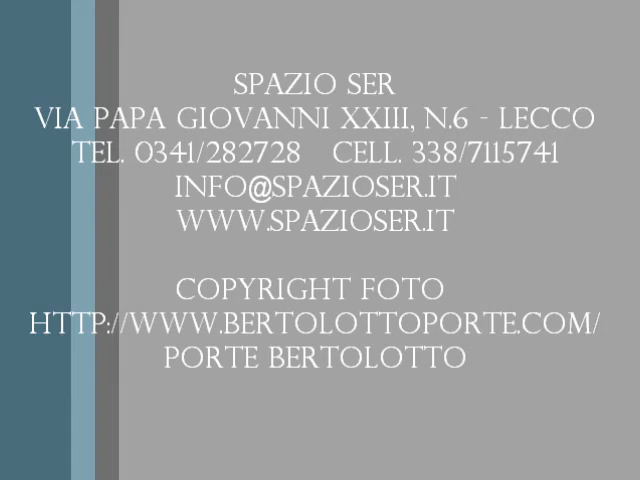 SPAZIO SER
VIA PAPA GIOVANNI XXIII, N.6 - LECCO
TEL. 0341/282728 CELL. 338/7115741
INFO@SPAZIOSER.IT
WWW.SPAZIOSER.IT
COPYRIGHT FOTO
HTTP://WWW.BERTOLOTTOPORTE.COM/
PORTE BERTOLOTTO